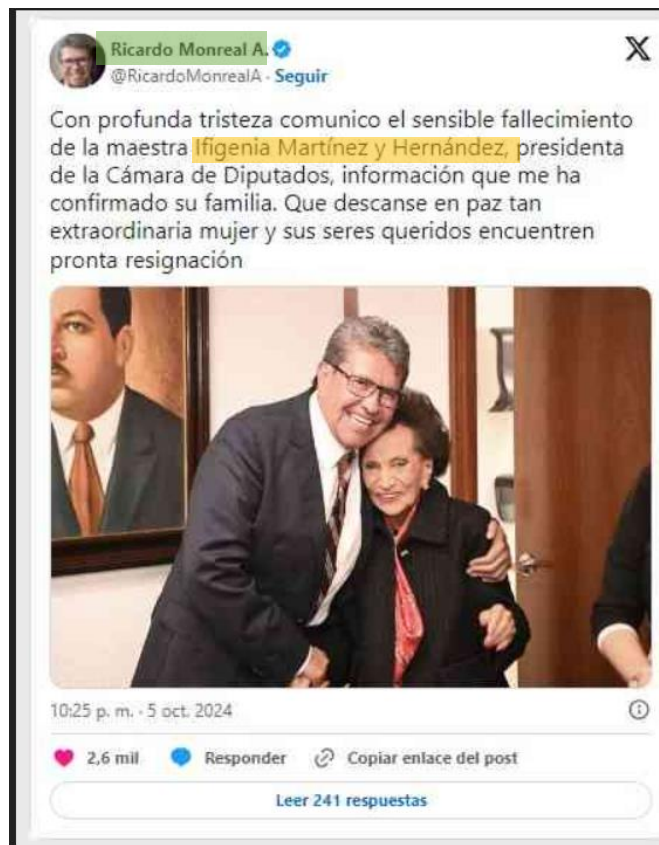 Ricardo Monreal A.
@RicardoMonrealA · Seguir
Con profunda tristeza comunico el sensible fallecimiento
de la maestra Ifigenia Martínez y Hernández, presidenta
de la Cámara de Diputados, información que me ha
confirmado su familia. Que descanse en paz tan
extraordinaria mujer y sus seres queridos encuentren
pronta resignación
10:25 p. m. · 5 oct. 2024
2,6 mil Responder Copiar enlace del post
Leer 241 respuestas